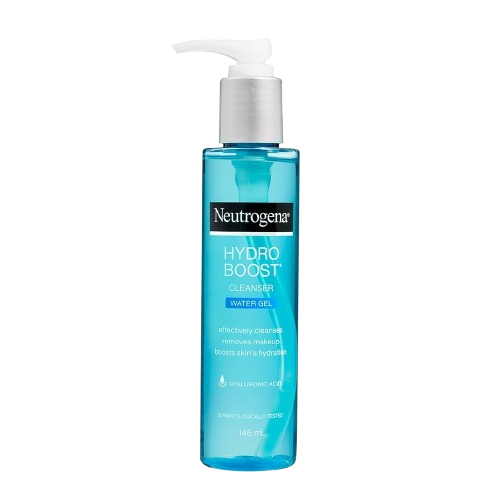 Neutrogena®
HYDRO
BOOST®
CLEANSER
WATER GEL
effectively cleanses
removes makeup
boosts skin's hydration
HYALURONIC ACID
DERMATOLOGICALLY TESTED
145 mL